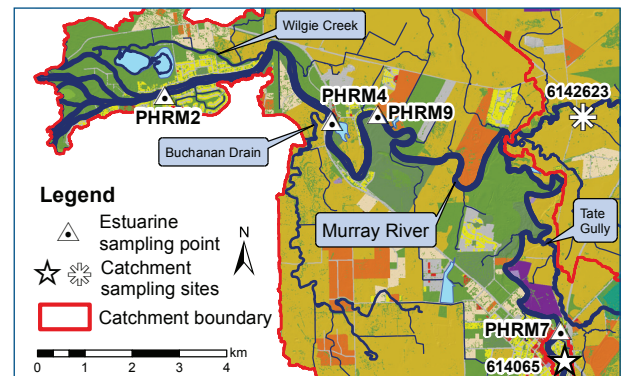 Wilgie Creek
6142623
PHRM4
PHRM9
PHRM2
Buchanan Drain
Legend
Estuarine
sampling point
N
Murray River
Tate
Gully
Catchment
sampling sites
Catchment boundary
PHRM7
614065
0 1 2 3 4
km